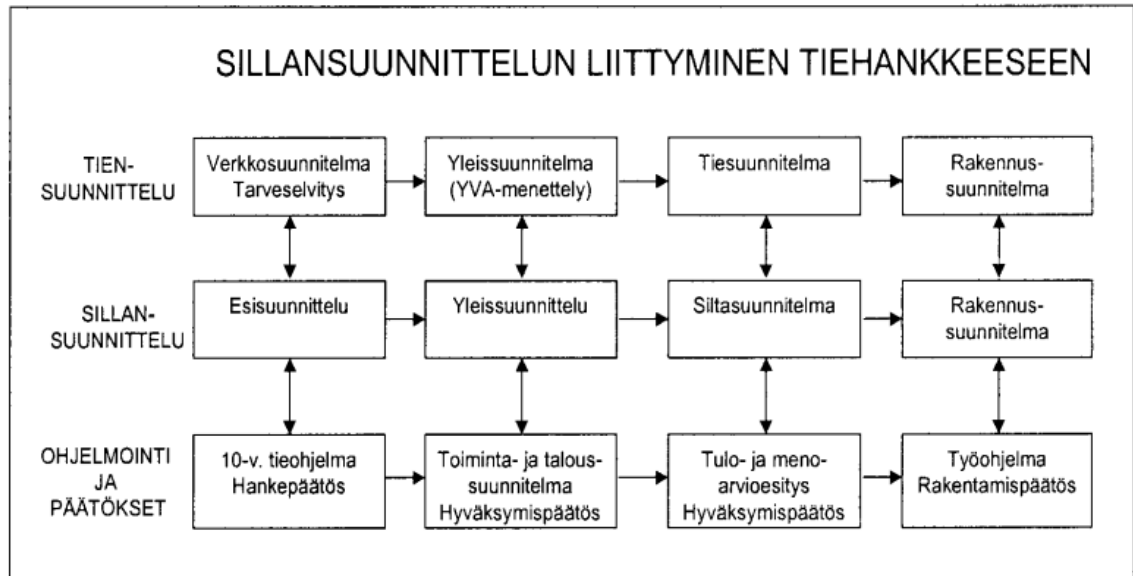 SILLANSUUNNITTELUN LIITTYMINEN TIEHANKKEESEEN
TIEN-
SUUNNITTELU
Verkkosuunnitelma
Tarveselvitys
Yleissuunnitelma
(YVA-menettely)
Tiesuunnitelma
Rakennus-
suunnitelma
SILLAN-
SUUNNITTELU
Esisuunnittelu
Yleissuunnittelu
Siltasuunnitelma
Rakennus-
suunnitelma
OHJELMOINTI
JA
PÄÄTÖKSET
10-v. tieohjelma
Hankepäätös
Toiminta- ja talous-
suunnitelma
Hyväksymispäätös
Tulo- ja meno-
arvioesitys
Hyväksymispäätös
Työohjelma
Rakentamispäätös